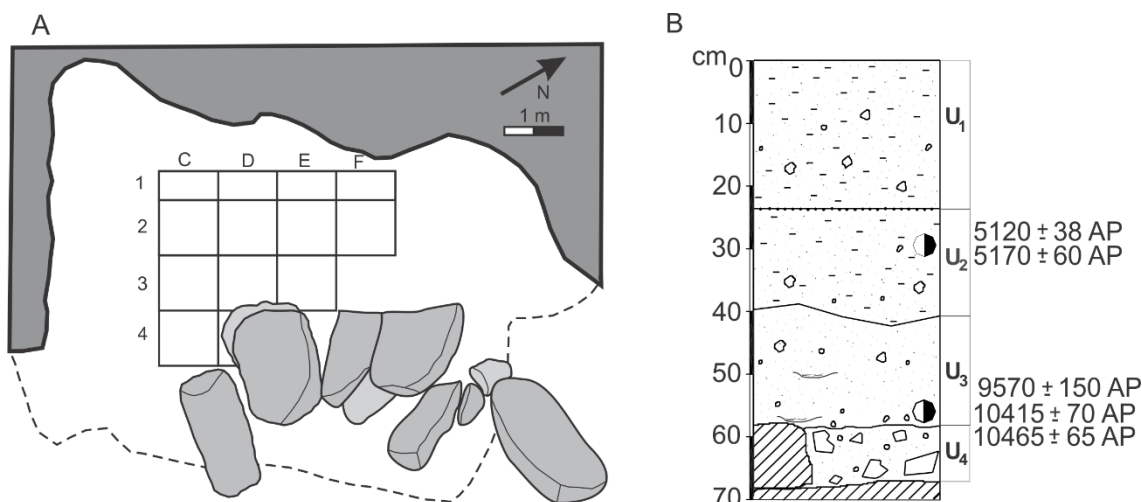 A
N
1 m
C D E F
1
2
3
4
B
cm
0
10
20
30
40
50
60
70
U1
U2
U3
U4
5120 ± 38 AP
5170 ± 60 AP
9570 ± 150 AP
10415 ± 70 AP
10465 ± 65 AP